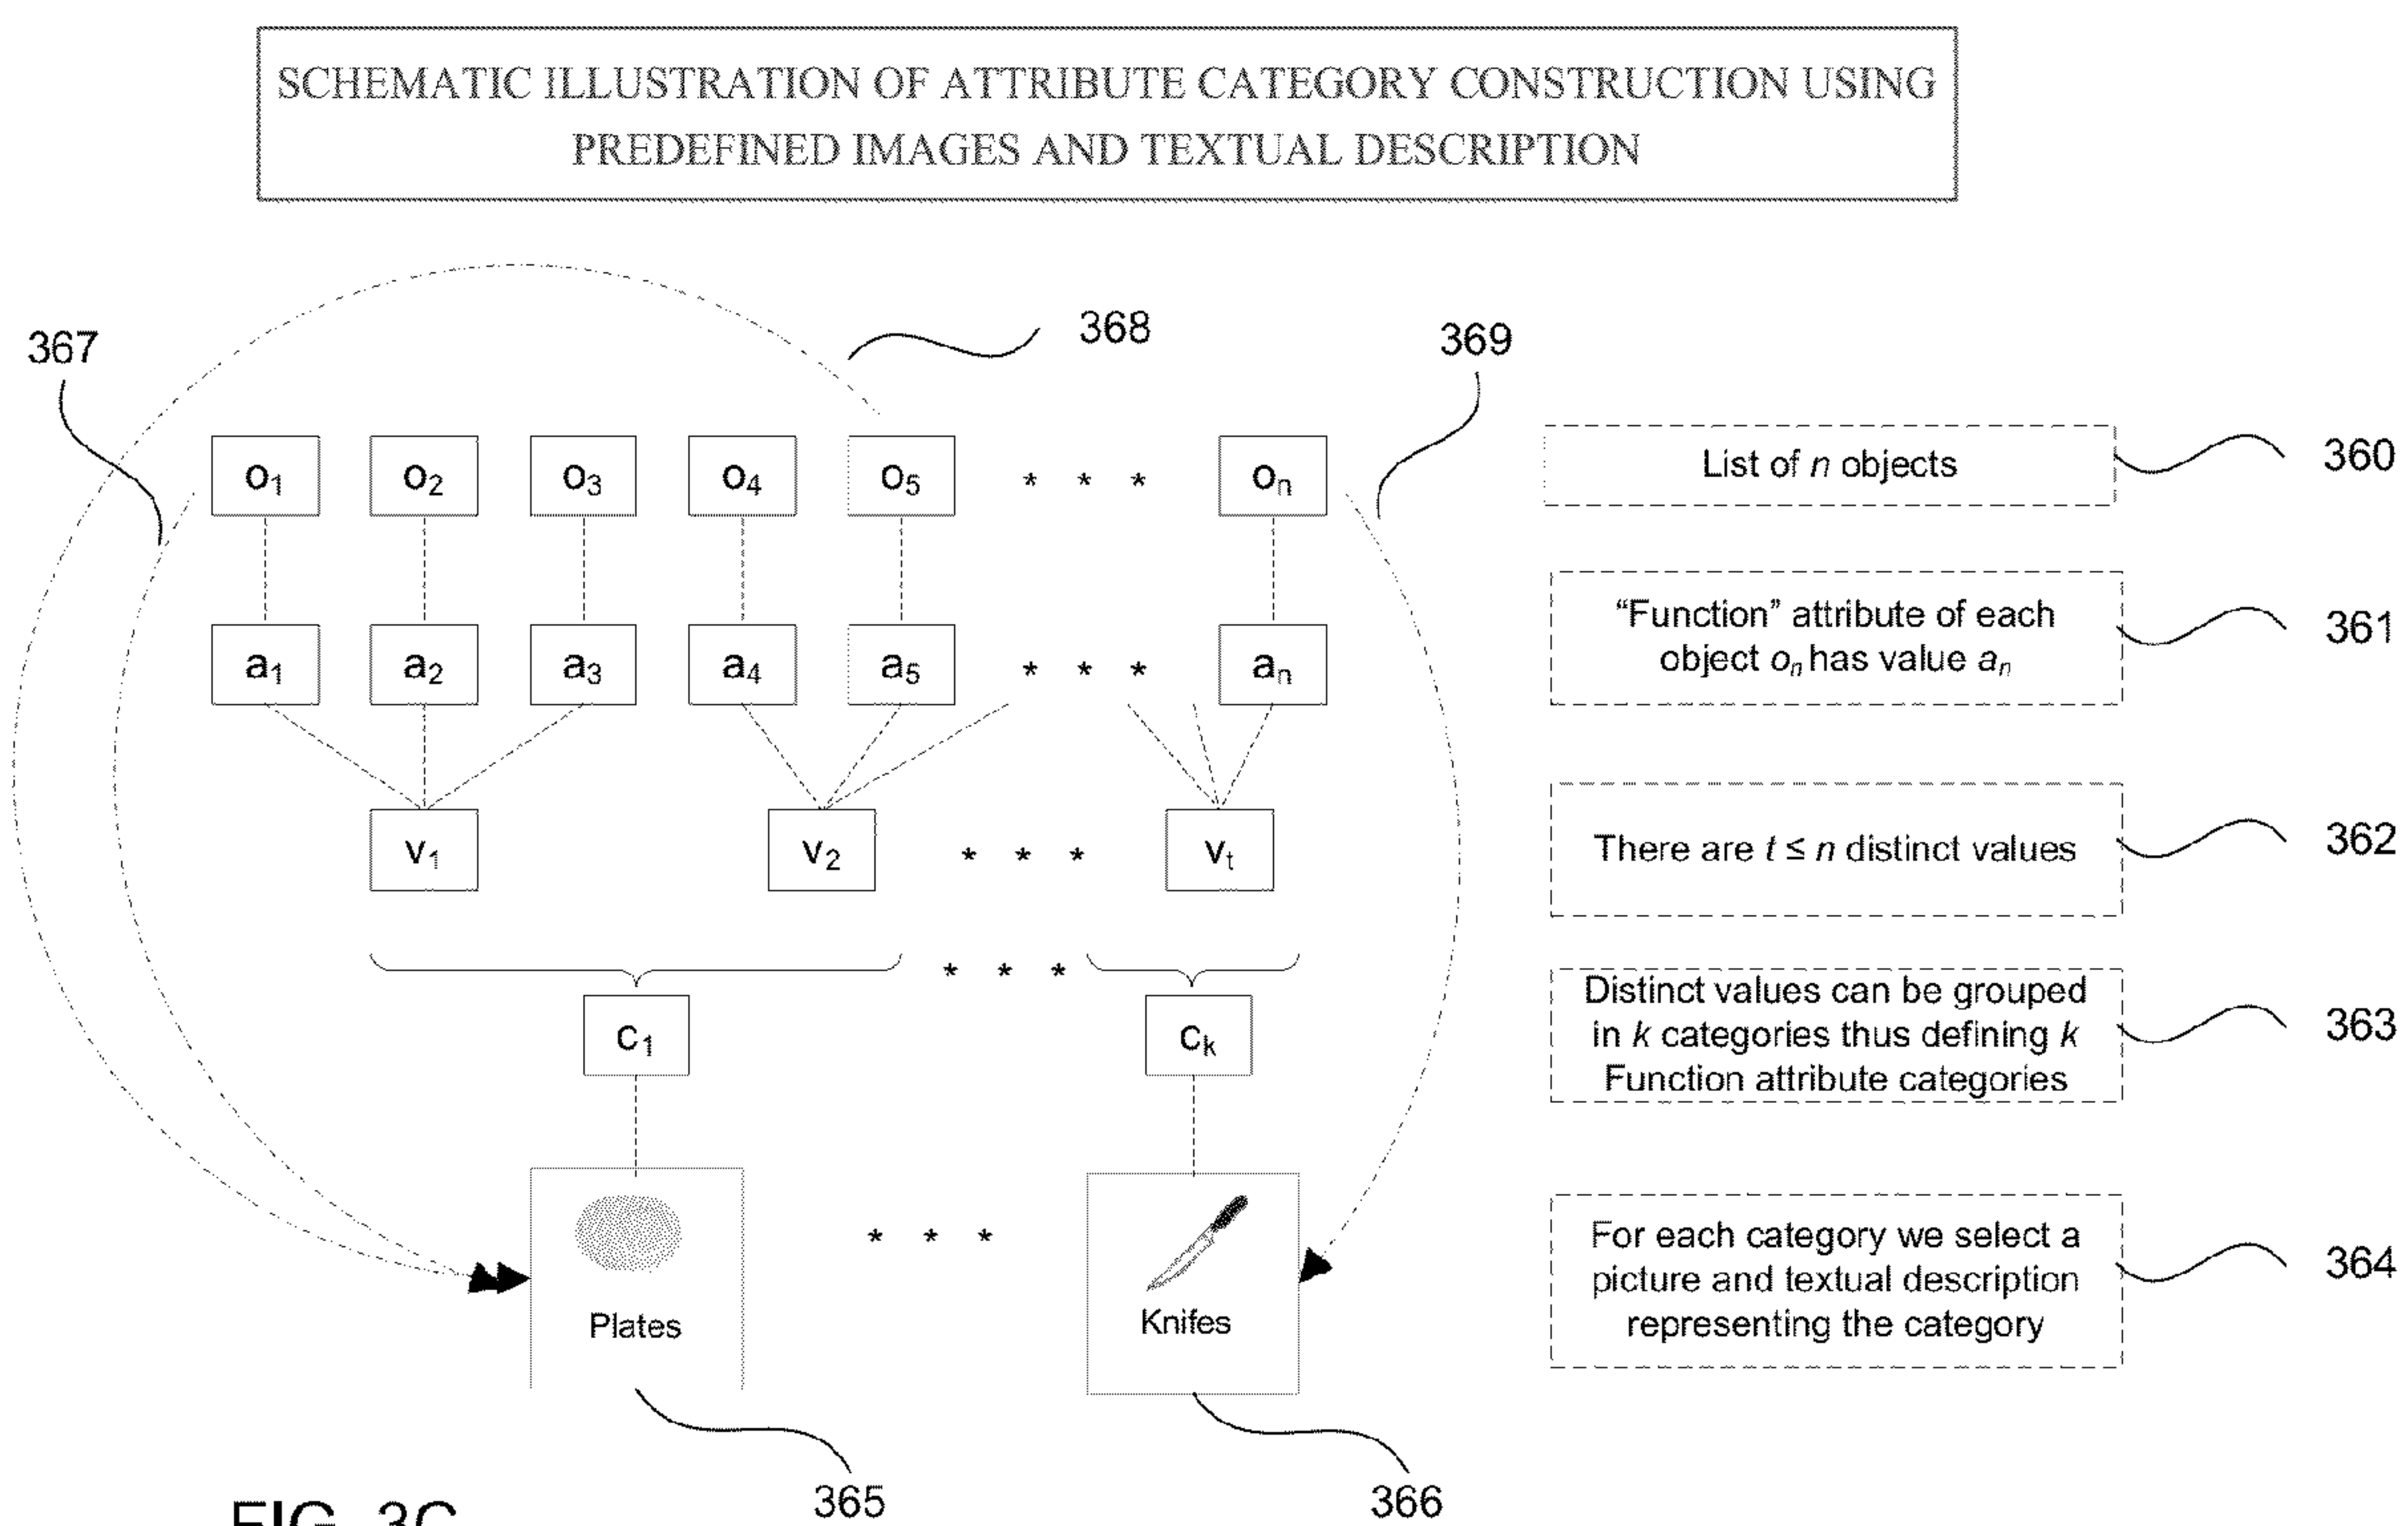 SCHEMATIC ILLUSTRATION OF ATTRIBUTE CATEGORY CONSTRUCTION USING
PREDEFINED IMAGES AND TEXTUAL DESCRIPTION
367
368
369
o1 o2 o3 o4 o5 * * * on
List of n objects
360
a1 a2 a3 a4 a5 * * * an
“Function” attribute of each
object on has value an
361
v1 v2 * * * vt
There are t ≤ n distinct values
362
* * *
c1 ck
Distinct values can be grouped
in k categories thus defining k
Function attribute categories
363
* * *
Plates
Knifes
For each category we select a
picture and textual description
representing the category
364
365
366
FIG. 3C